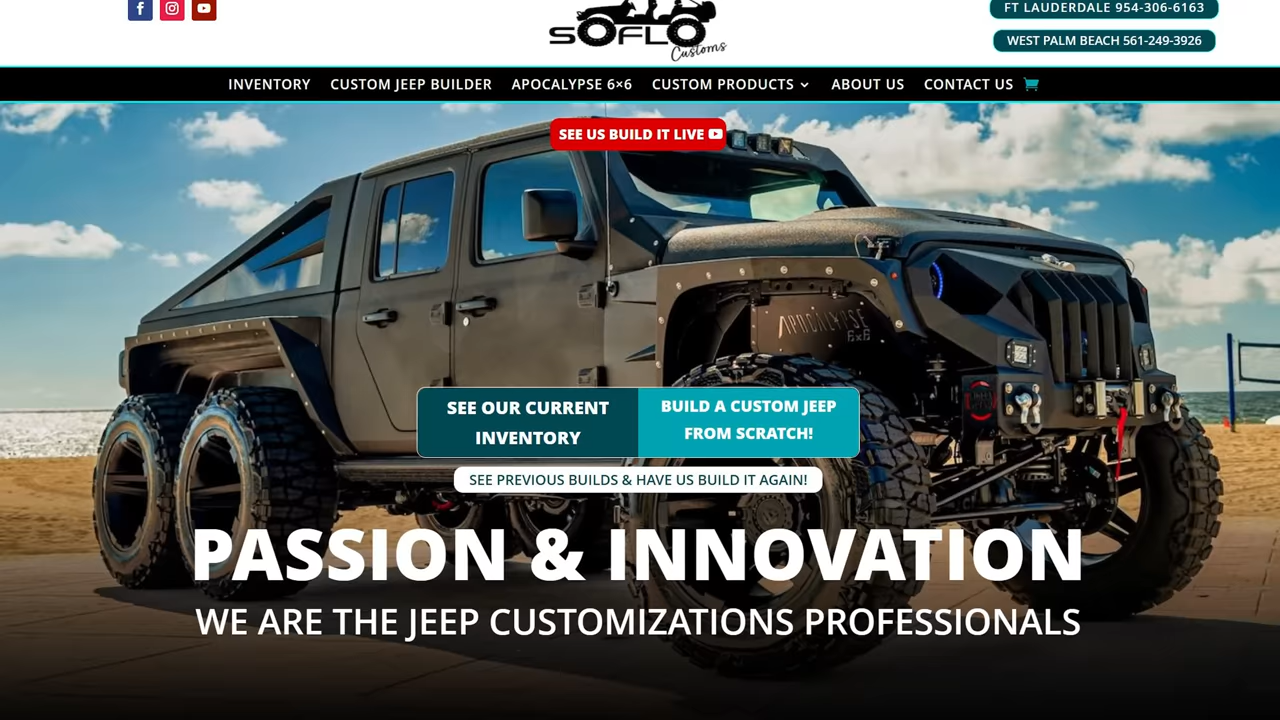 FT LAUDERDALE 954-306-6163
SOFLO
Customs
WEST PALM BEACH 561-249-3926
INVENTORY CUSTOM JEEP BUILDER APOCALYPSE 6×6 CUSTOM PRODUCTS ABOUT US CONTACT US
SEE US BUILD IT LIVE
APOCALYPSE
6x6
SEE OUR CURRENT
INVENTORY
BUILD A CUSTOM JEEP
FROM SCRATCH!
SEE PREVIOUS BUILDS & HAVE US BUILD IT AGAIN!
PASSION & INNOVATION
WE ARE THE JEEP CUSTOMIZATIONS PROFESSIONALS